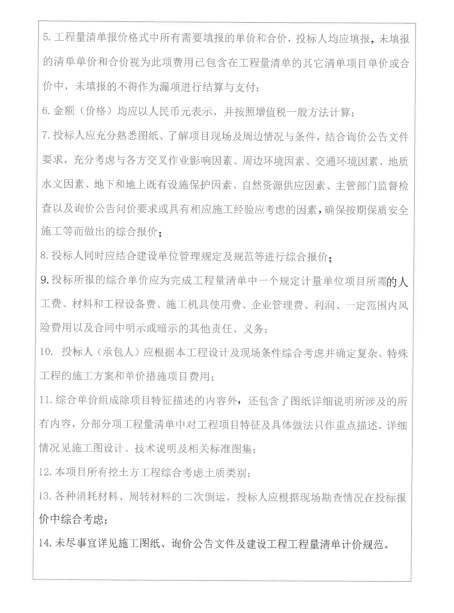 5.工程量清单报价格式中所有需要填报的单价和合价，投标人均应填报，未填报
的清单单价和合价视为此项费用已包含在工程量清单的其它清单项目单价或合
价中，未填报的不得作为漏项进行结算与支付；
6.金额（价格）均应以人民币元表示，并按照增值税一般方法计算；
7.投标人应充分熟悉图纸、了解项目现场及周边情况与条件，结合询价公告文件
要求，充分考虑与各方交叉作业影响因素、周边环境因素、交通环境因素、地质
水文因素、地下和地上既有设施保护因素、自然资源供应因素、主管部门监督检
查以及询价公告问价要求或具有相应施工经验应考虑的因素，确保按期保质安全
施工等而做出的综合报价；
8.投标人同时应结合建设单位管理规定及规范等进行综合报价；
9.投标所报的综合单价应为完成工程量清单中一个规定计量单位项目所需的人
工费、材料和工程设备费、施工机具使用费、企业管理费、利润、一定范围内风
险费用以及合同中明示或暗示的其他责任、义务；
10. 投标人（承包人）应根据本工程设计及现场条件综合考虑并确定复杂、特殊
工程的施工方案和单价措施项目费用；
11.综合单价组成除项目特征描述的内容外，还包含了图纸详细说明所涉及的所
有内容，分部分项工程量清单中对工程项目特征及具体做法只作重点描述，详细
情况见施工图设计、技术说明及相关标准图集；
12.本项目所有挖土方工程综合考虑土质类别；
13.各种消耗材料、周转材料的二次倒运，投标人应根据现场勘查情况在投标报
价中综合考虑；
14.未尽事宜详见施工图纸、询价公告文件及建设工程工程量清单计价规范。